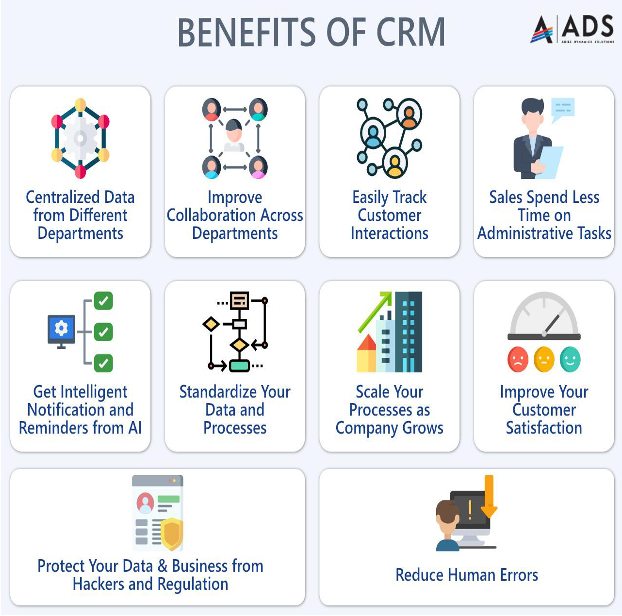 BENEFITS OF CRM
ADS
Centralized Data
from Different
Departments
Improve
Collaboration Across
Departments
Easily Track
Customer
Interactions
Sales Spend Less
Time on
Administrative Tasks
Get Intelligent
Notification and
Reminders from AI
Standardize Your
Data and
Processes
Scale Your
Processes as
Company Grows
Improve Your
Customer
Satisfaction
Protect Your Data & Business from
Hackers and Regulation
Reduce Human Errors